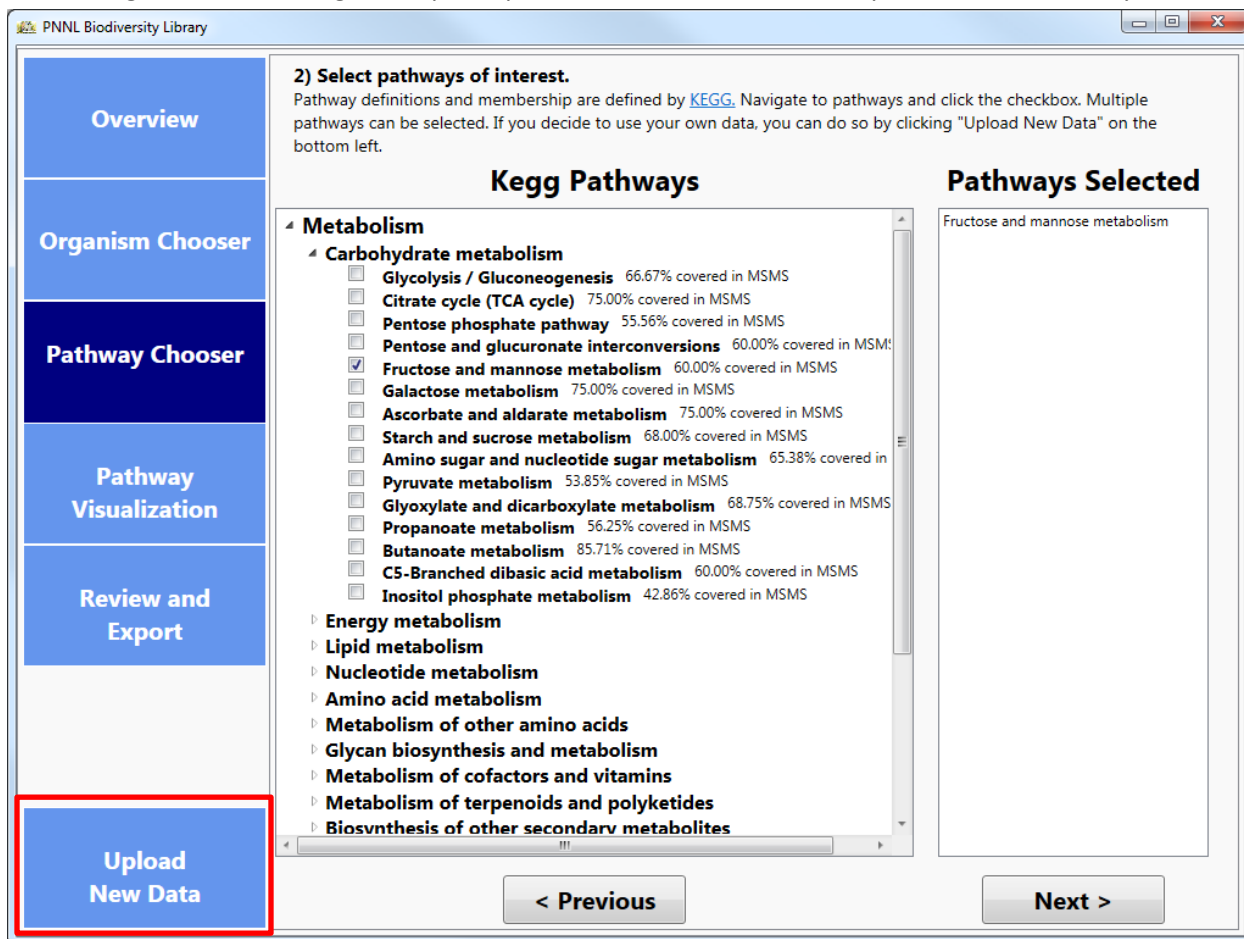 PNNL Biodiversity Library
Overview
Organism Chooser
Pathway Chooser
Pathway
Visualization
Review and
Export
Upload
New Data
2) Select pathways of interest.
Pathway definitions and membership are defined by KEGG. Navigate to pathways and click the checkbox. Multiple
pathways can be selected. If you decide to use your own data, you can do so by clicking "Upload New Data" on the
bottom left.
Kegg Pathways
Metabolism
Carbohydrate metabolism
Glycolysis / Gluconeogenesis 66.67% covered in MSMS
Citrate cycle (TCA cycle) 75.00% covered in MSMS
Pentose phosphate pathway 55.56% covered in MSMS
Pentose and glucuronate interconversions 60.00% covered in MSM
Fructose and mannose metabolism 60.00% covered in MSMS
Galactose metabolism 75.00% covered in MSMS
Ascorbate and aldarate metabolism 75.00% covered in MSMS
Starch and sucrose metabolism 68.00% covered in MSMS
Amino sugar and nucleotide sugar metabolism 65.38% covered in
Pyruvate metabolism 53.85% covered in MSMS
Glyoxylate and dicarboxylate metabolism 68.75% covered in MSMS
Propanoate metabolism 56.25% covered in MSMS
Butanoate metabolism 85.71% covered in MSMS
C5-Branched dibasic acid metabolism 60.00% covered in MSMS
Inositol phosphate metabolism 42.86% covered in MSMS
Energy metabolism
Lipid metabolism
Nucleotide metabolism
Amino acid metabolism
Metabolism of other amino acids
Glycan biosynthesis and metabolism
Metabolism of cofactors and vitamins
Metabolism of terpenoids and polyketides
Biosynthesis of other secondary metabolites
Pathways Selected
Fructose and mannose metabolism
< Previous
Next >